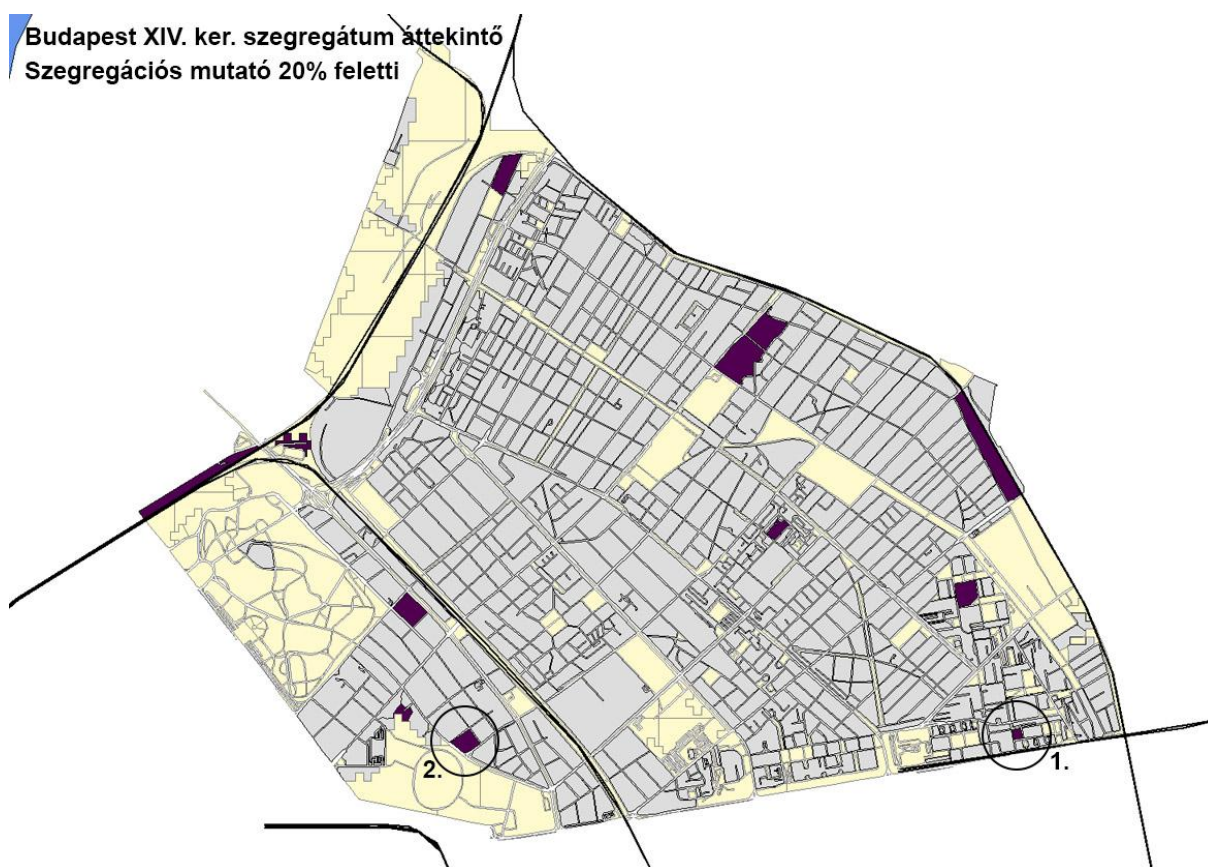 Budapest XIV. ker. szegregátum áttekintő
Szegregációs mutató 20% feletti
2.
1.